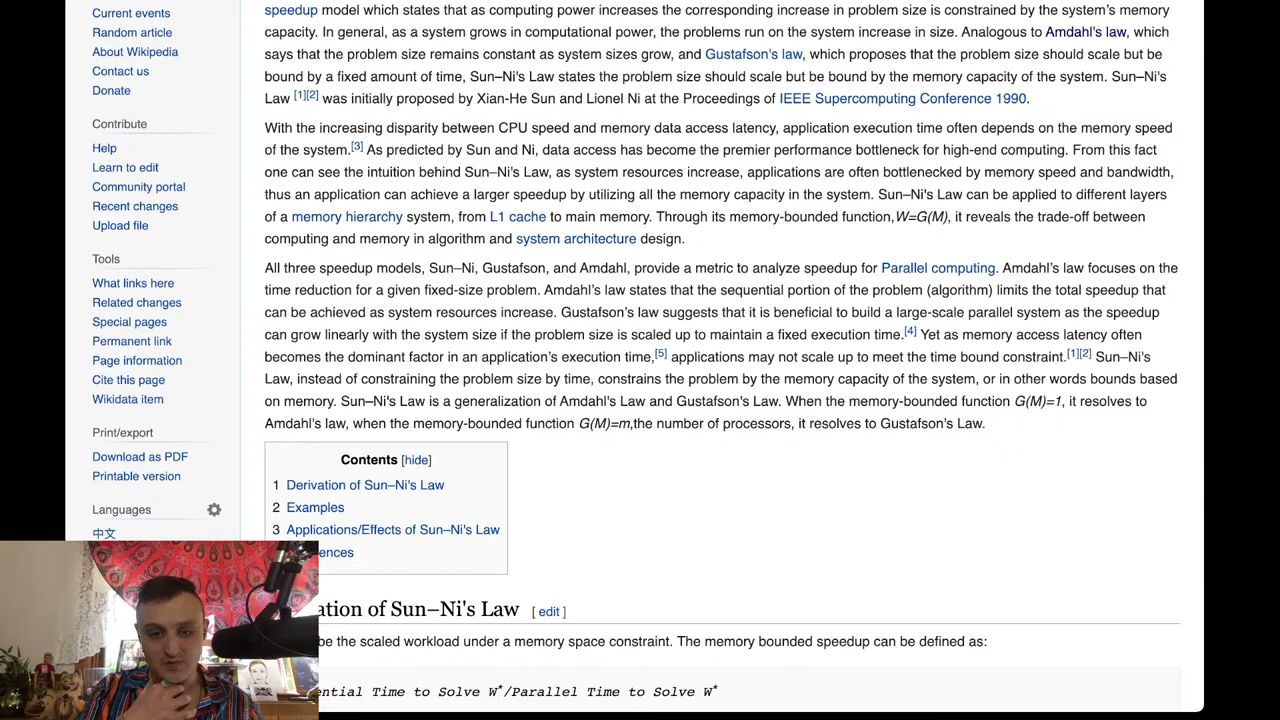 Current events
Random article
About Wikipedia
Contact us
Donate
Contribute
Help
Learn to edit
Community portal
Recent changes
Upload file
Tools
What links here
Related changes
Special pages
Permanent link
Page information
Cite this page
Wikidata item
Print/export
Download as PDF
Printable version
Languages
中文
speedup model which states that as computing power increases the corresponding increase in problem size is constrained by the system's memory
capacity. In general, as a system grows in computational power, the problems run on the system increase in size. Analogous to Amdahl's law, which
says that the problem size remains constant as system sizes grow, and Gustafson's law, which proposes that the problem size should scale but be
bound by a fixed amount of time, Sun–Ni's Law states the problem size should scale but be bound by the memory capacity of the system. Sun–Ni's
Law [1][2] was initially proposed by Xian-He Sun and Lionel Ni at the Proceedings of IEEE Supercomputing Conference 1990.
With the increasing disparity between CPU speed and memory data access latency, application execution time often depends on the memory speed
of the system.[3] As predicted by Sun and Ni, data access has become the premier performance bottleneck for high-end computing. From this fact
one can see the intuition behind Sun–Ni's Law, as system resources increase, applications are often bottlenecked by memory speed and bandwidth,
thus an application can achieve a larger speedup by utilizing all the memory capacity in the system. Sun–Ni's Law can be applied to different layers
of a memory hierarchy system, from L1 cache to main memory. Through its memory-bounded function,W=G(M), it reveals the trade-off between
computing and memory in algorithm and system architecture design.
All three speedup models, Sun–Ni, Gustafson, and Amdahl, provide a metric to analyze speedup for Parallel computing. Amdahl's law focuses on the
time reduction for a given fixed-size problem. Amdahl's law states that the sequential portion of the problem (algorithm) limits the total speedup that
can be achieved as system resources increase. Gustafson's law suggests that it is beneficial to build a large-scale parallel system as the speedup
can grow linearly with the system size if the problem size is scaled up to maintain a fixed execution time.[4] Yet as memory access latency often
becomes the dominant factor in an application's execution time,[5] applications may not scale up to meet the time bound constraint.[1][2] Sun–Ni's
Law, instead of constraining the problem size by time, constrains the problem by the memory capacity of the system, or in other words bounds based
on memory. Sun–Ni's Law is a generalization of Amdahl's Law and Gustafson's Law. When the memory-bounded function G(M)=1, it resolves to
Amdahl's law, when the memory-bounded function G(M)=m,the number of processors, it resolves to Gustafson's Law.
Contents [hide]
1 Derivation of Sun–Ni's Law
2 Examples
3 Applications/Effects of Sun–Ni's Law
ences
ation of Sun–Ni's Law [ edit ]
be the scaled workload under a memory space constraint. The memory bounded speedup can be defined as:
ential Time to Solve W*/Parallel Time to Solve W*